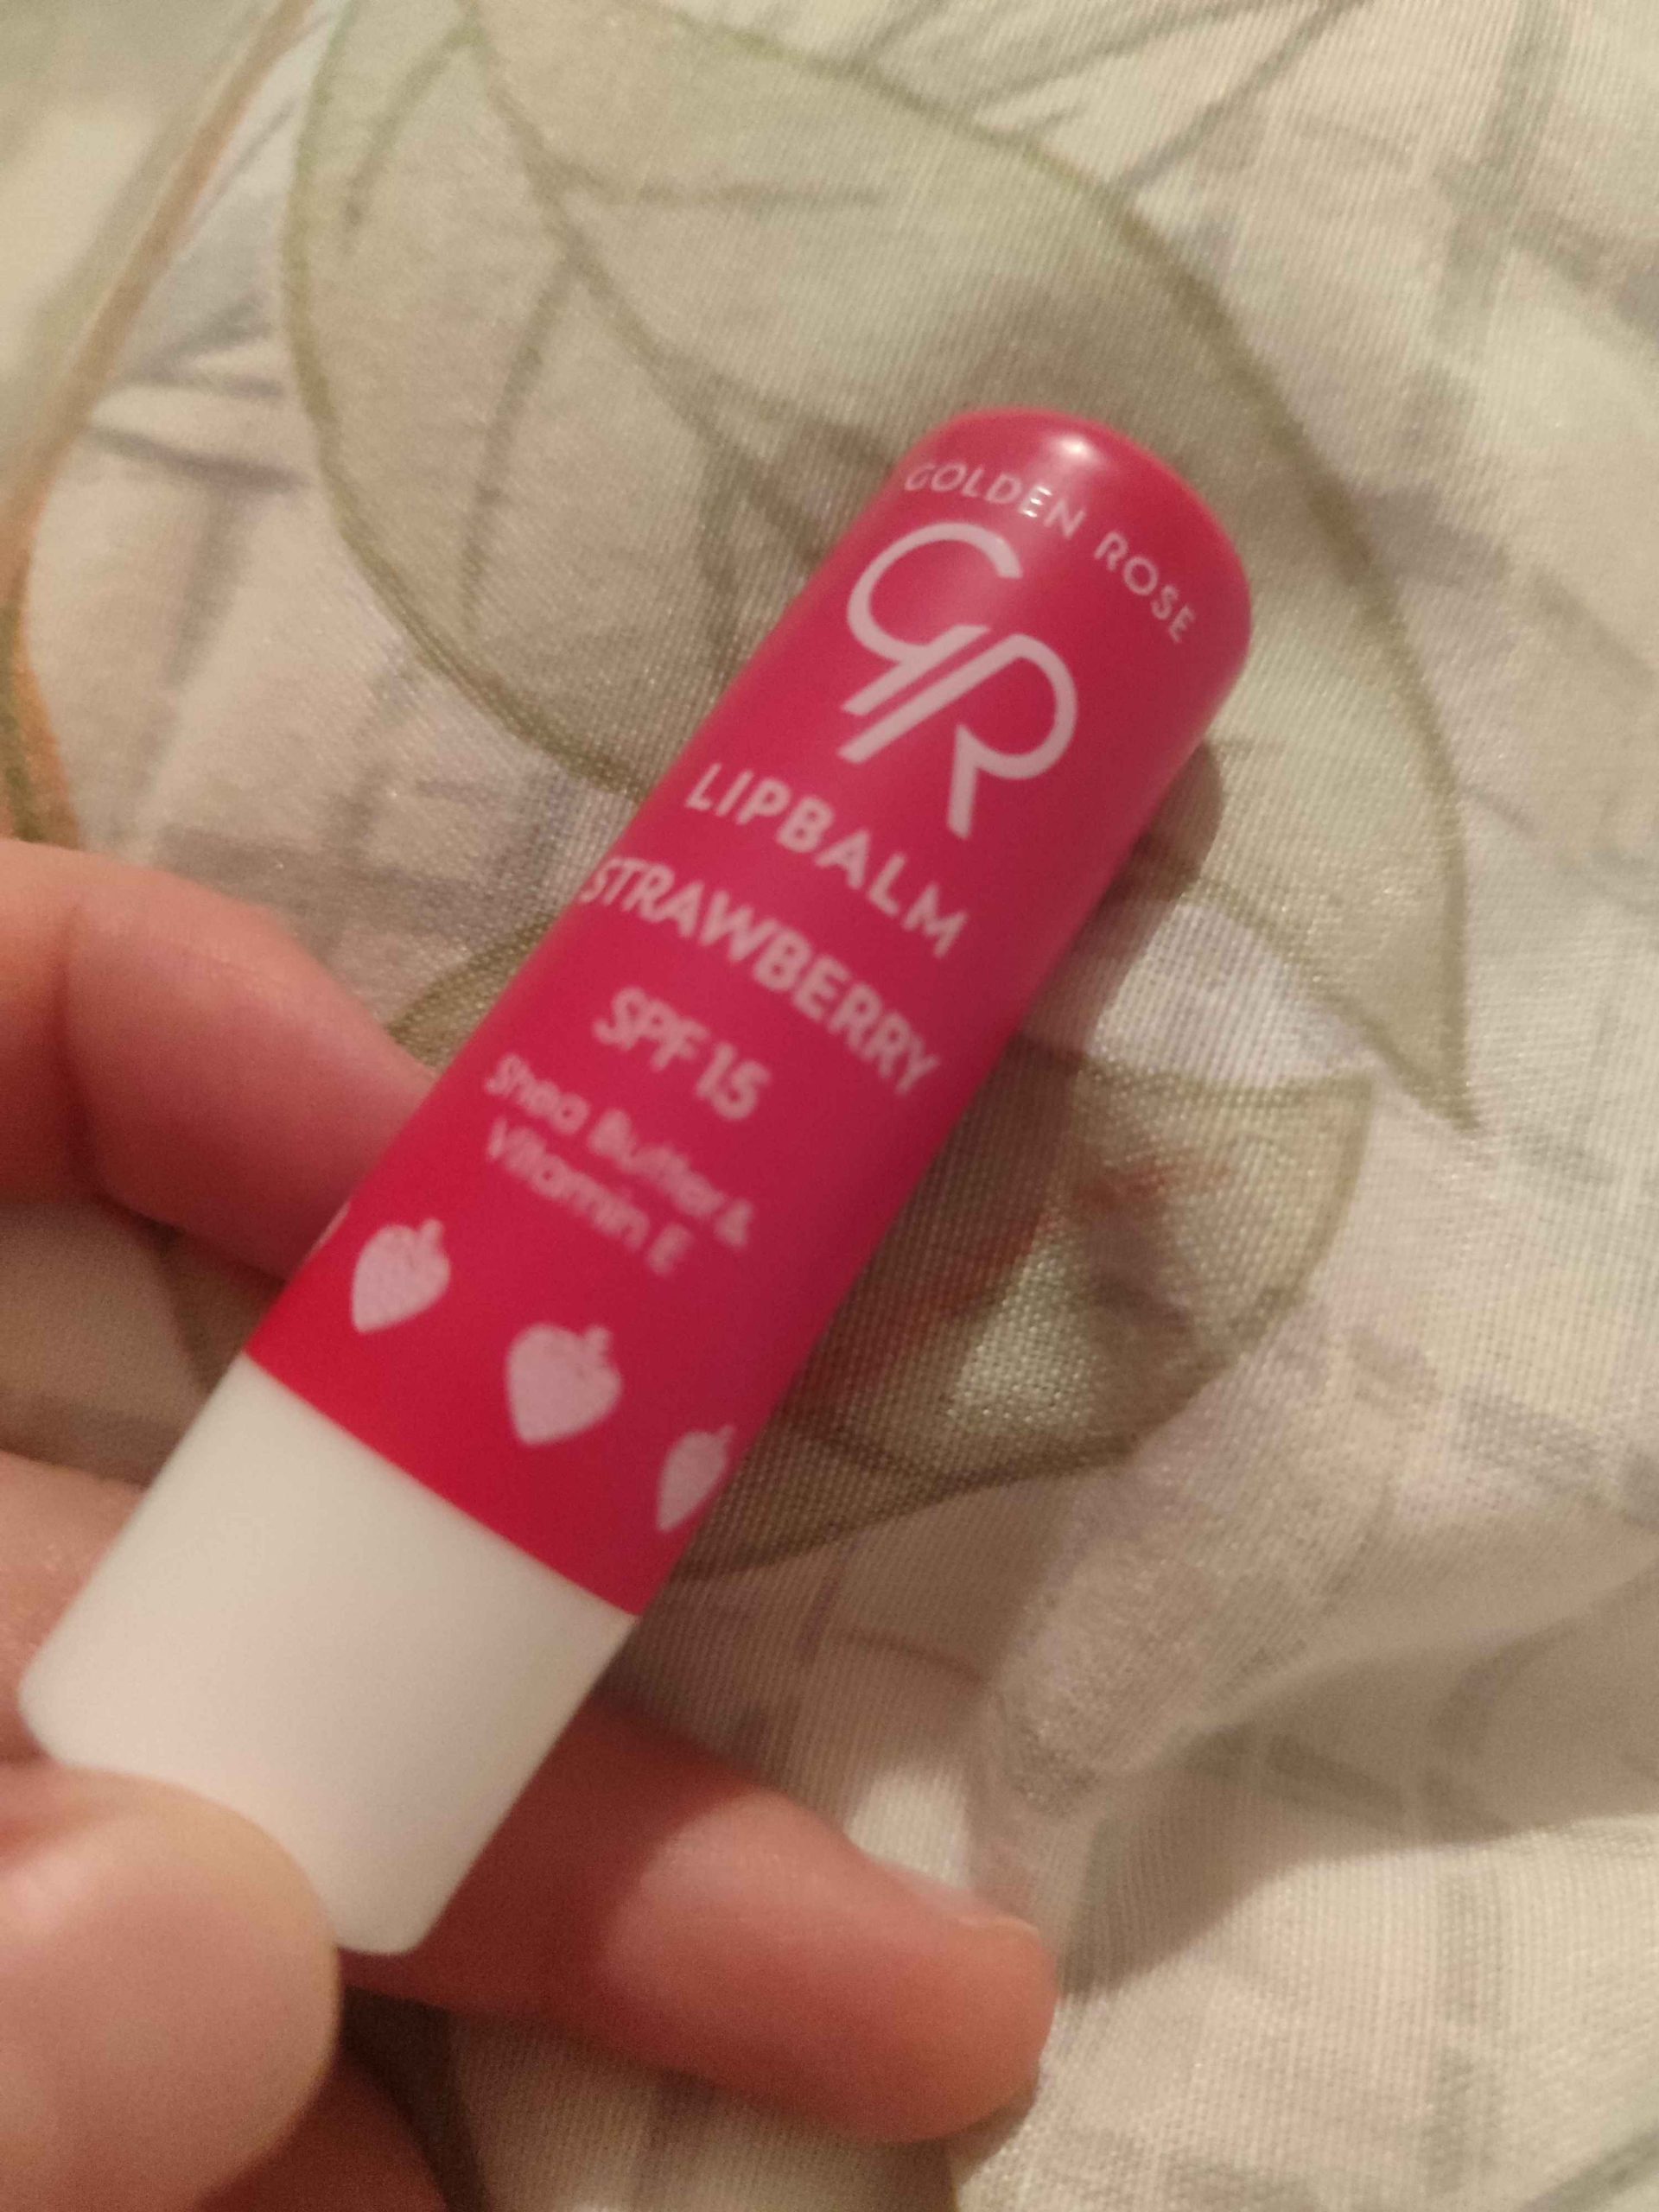 GOLDEN ROSE
GR
LIPBALM
STRAWBERRY
SPF 15
Shea Butter &
Vitamin E